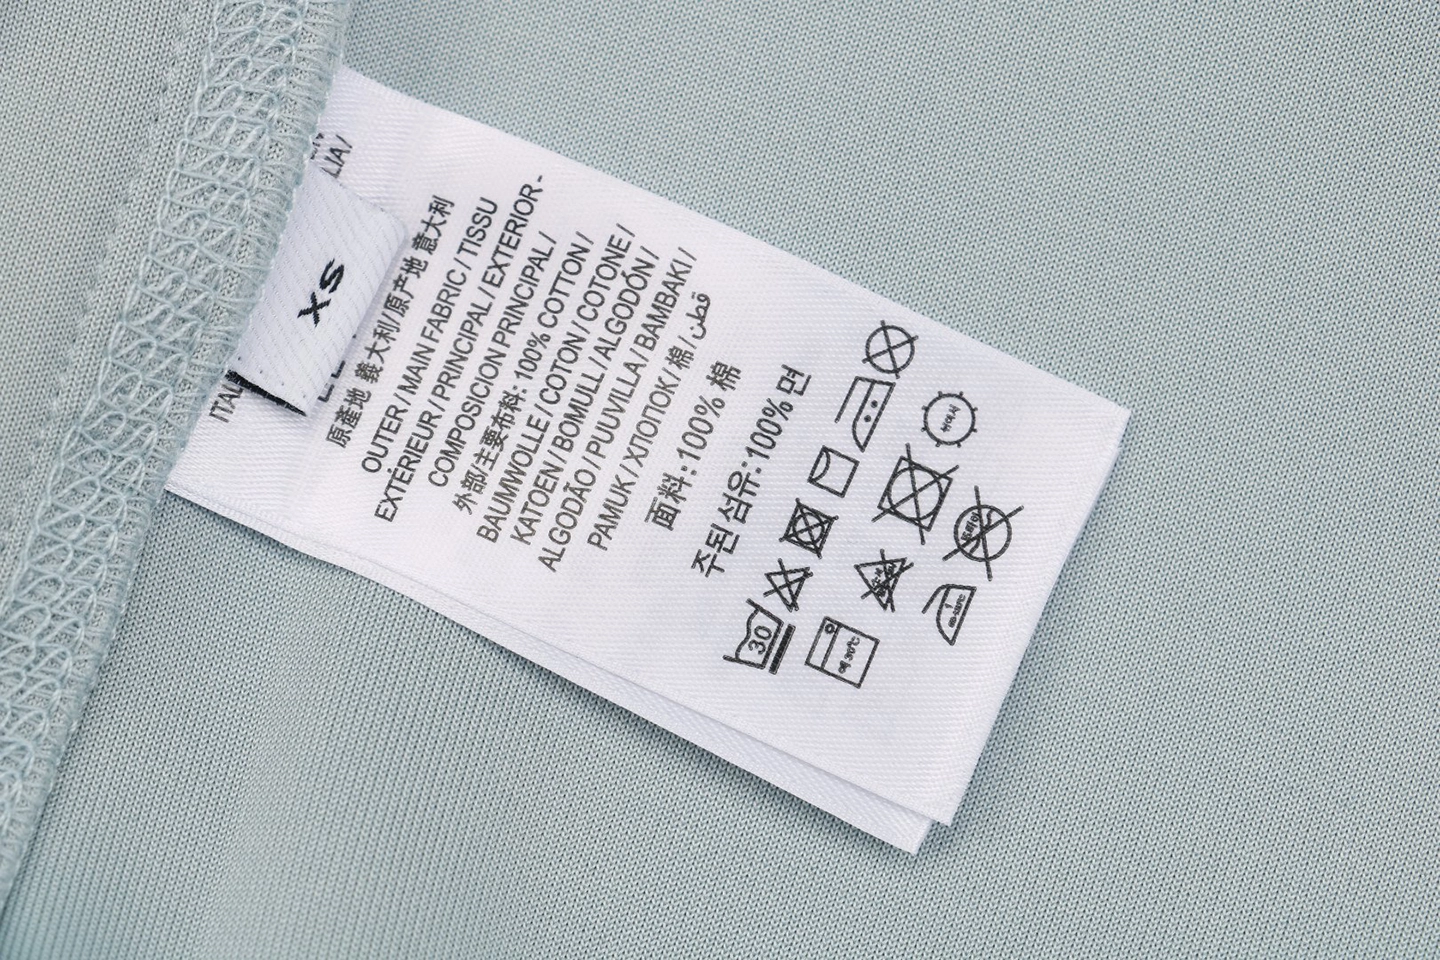 XS
原產地 義大利/原产地 意大利
OUTER / MAIN FABRIC / TISSU
EXTÉRIEUR / PRINCIPAL / EXTERIOR -
COMPOSICION PRINCIPAL /
外部/主要布料: 100% COTTON /
BAUMWOLLE / COTON / COTONE /
KATOEN / BOMULL / ALGODÓN /
ALGODÃO / PUUVILLA / BAMBAKI /
PAMUK / ΧΛΟΠΟΚ / 棉 / قطن
面料: 100% 棉
주된 섬유:100% 면
30